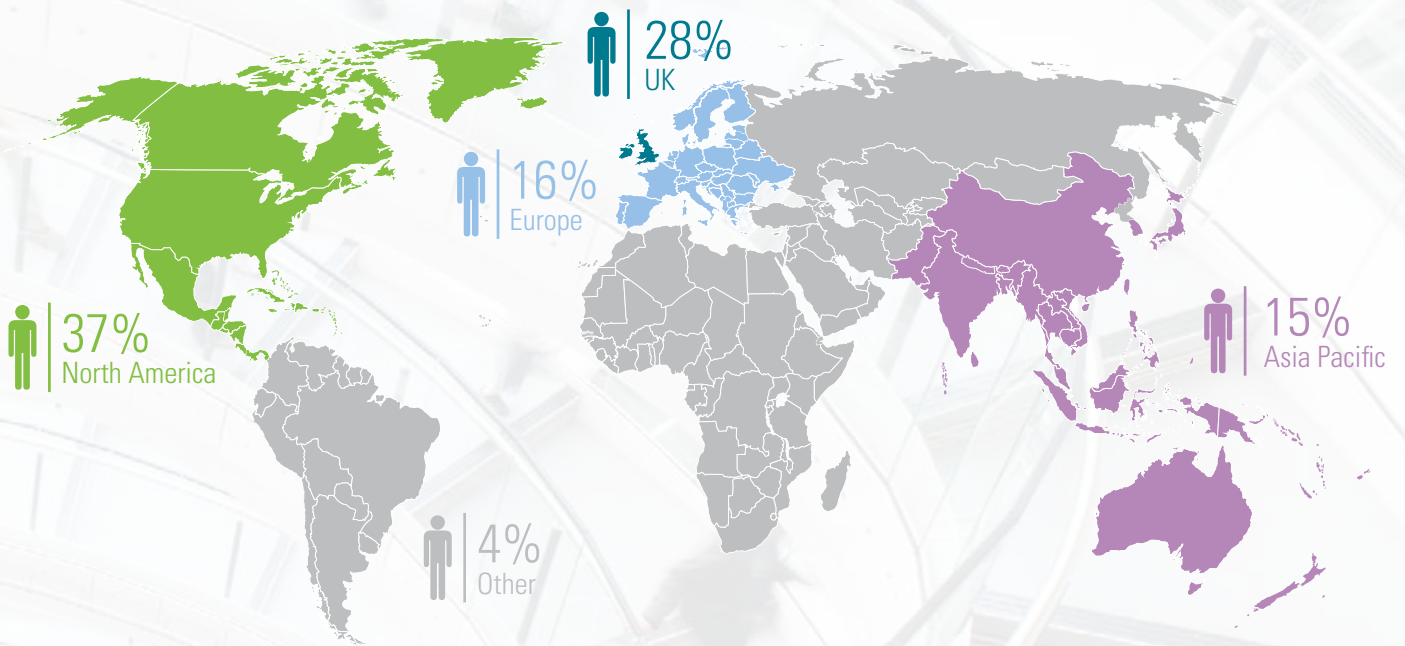 28%
UK
16%
Europe
37%
North America
15%
Asia Pacific
4%
Other